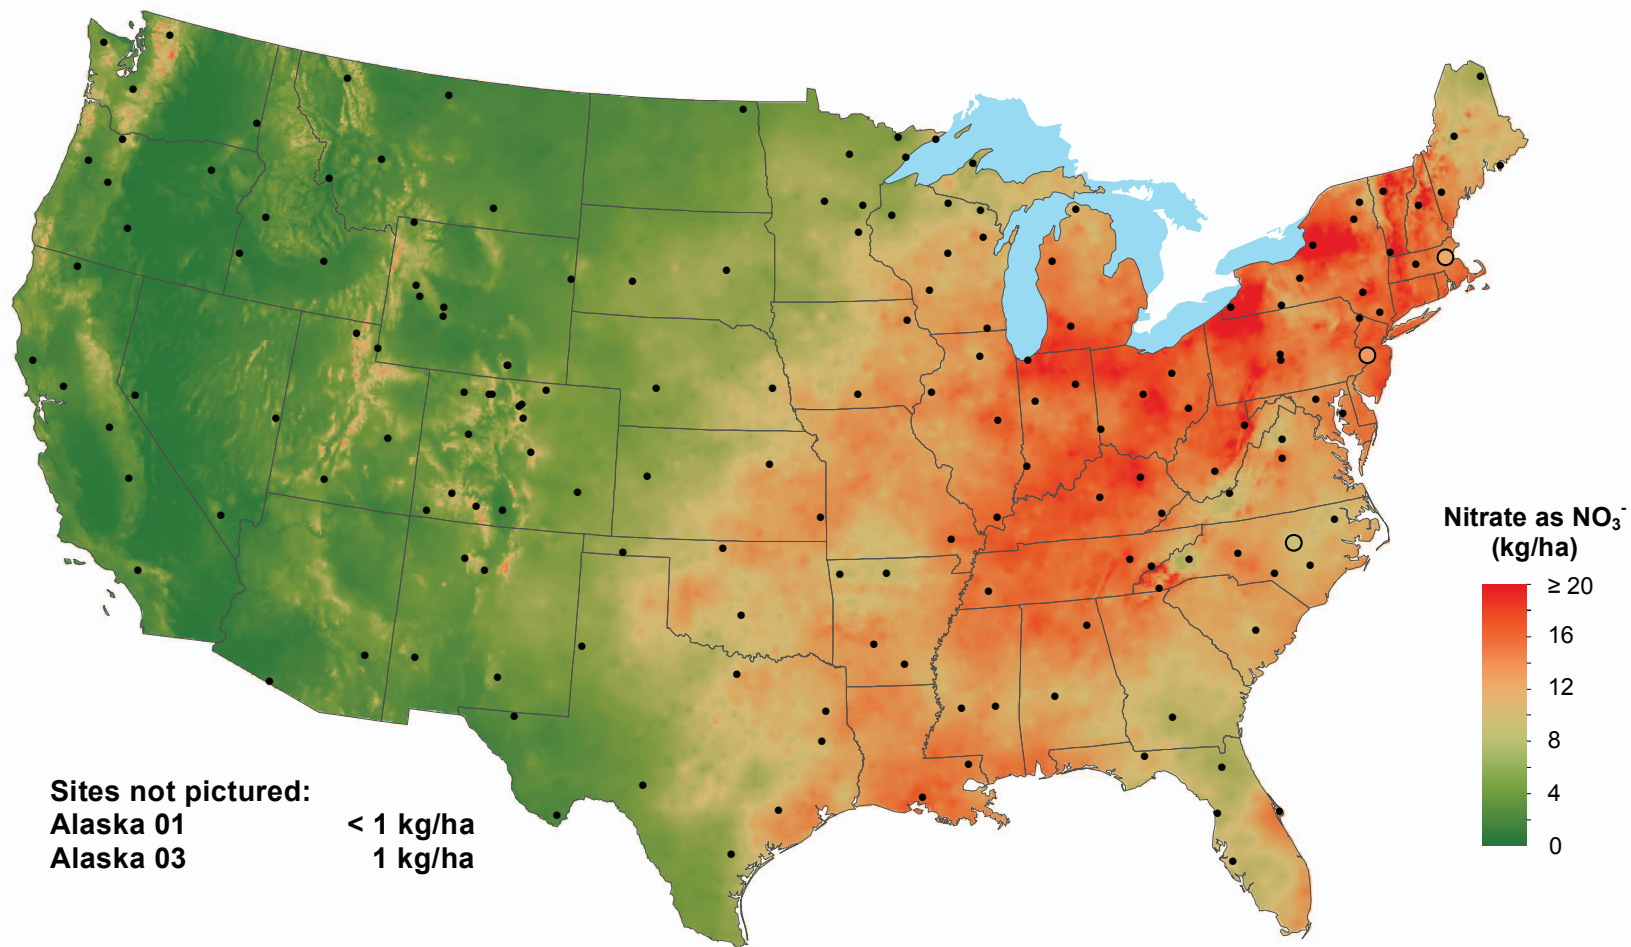 Nitrate as NO₃⁻
(kg/ha)
≥ 20
16
12
8
4
0
Sites not pictured:
Alaska 01 < 1 kg/ha
Alaska 03 1 kg/ha